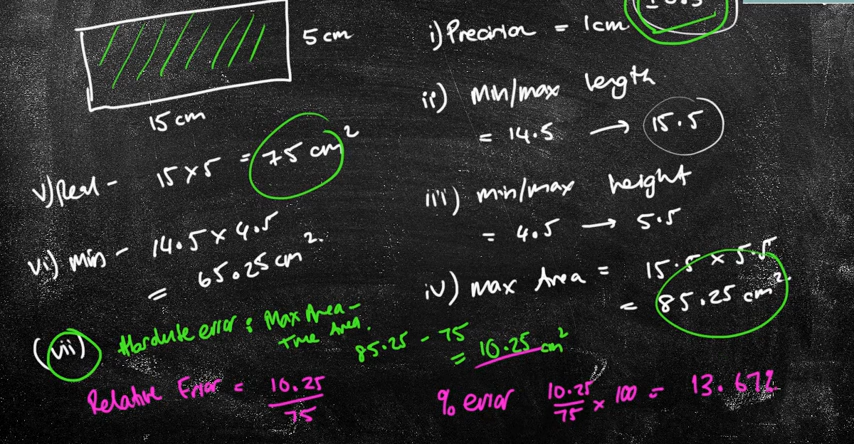 5 cm
15 cm
i) Precision = 1cm ±0.5
ii) Min/max length
= 14.5 → 15.5
iii) min/max height
= 4.5 → 5.5
iv) max Area = 15.5 x 5.5
= 85.25 cm².
v) Real - 15 x 5 = 75 cm²
vi) min - 14.5 x 4.5
= 65.25 cm².
(vii) Absolute error : Max Area -
True Area.
85.25 - 75
= 10.25 cm²
Relative Error = 10.25
75
% error 10.25 x 100 = 13.67%
75